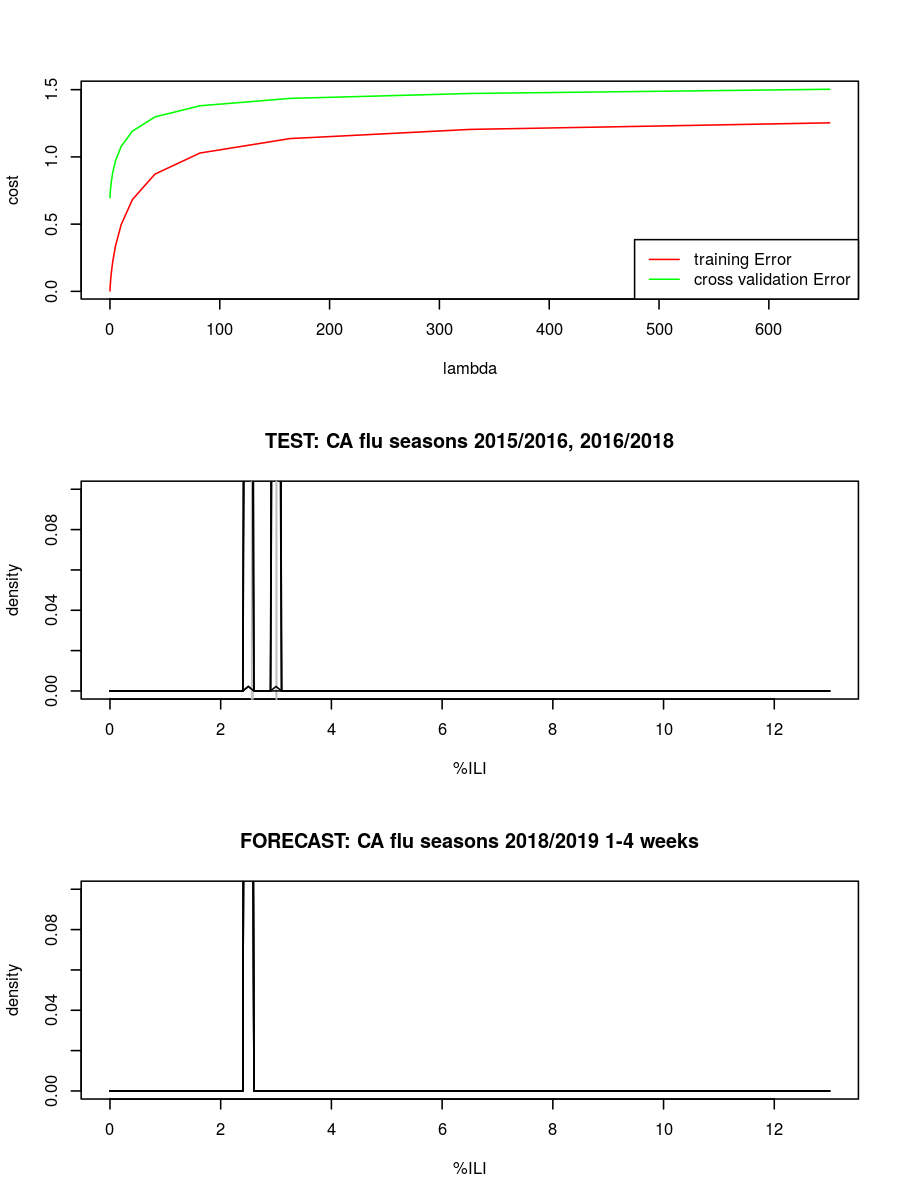 1.5
1.0
0.5
0.0
cost
training Error
cross validation Error
0 100 200 300 400 500 600
lambda
TEST: CA flu seasons 2015/2016, 2016/2018
0.08
0.04
0.00
density
0 2 4 6 8 10 12
%ILI
FORECAST: CA flu seasons 2018/2019 1-4 weeks
0.08
0.04
0.00
density
0 2 4 6 8 10 12
%ILI